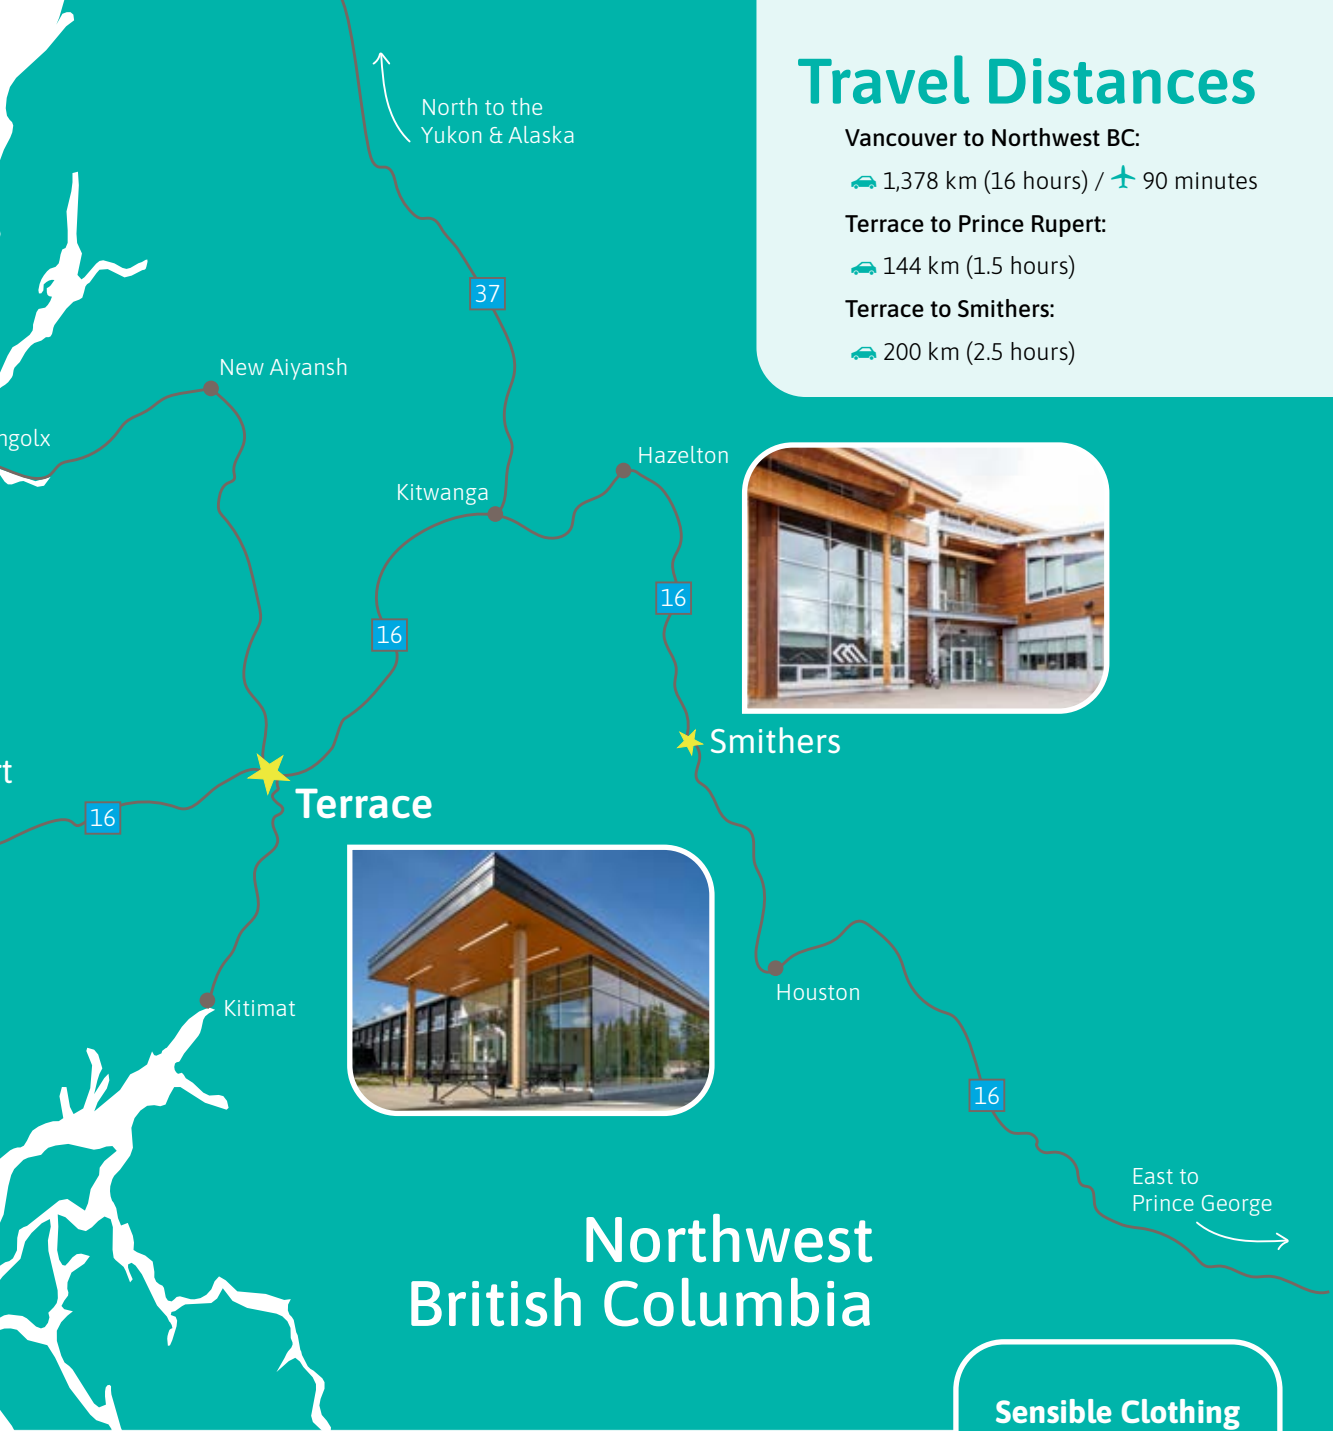 Travel Distances
Vancouver to Northwest BC:
1,378 km (16 hours) / 90 minutes
Terrace to Prince Rupert:
144 km (1.5 hours)
Terrace to Smithers:
200 km (2.5 hours)
North to the
Yukon & Alaska
37
New Aiyansh
ngolx
Hazelton
Kitwanga
16
16
Smithers
rt
Terrace
16
Houston
Kitimat
16
East to
Prince George
Northwest
British Columbia
Sensible Clothing